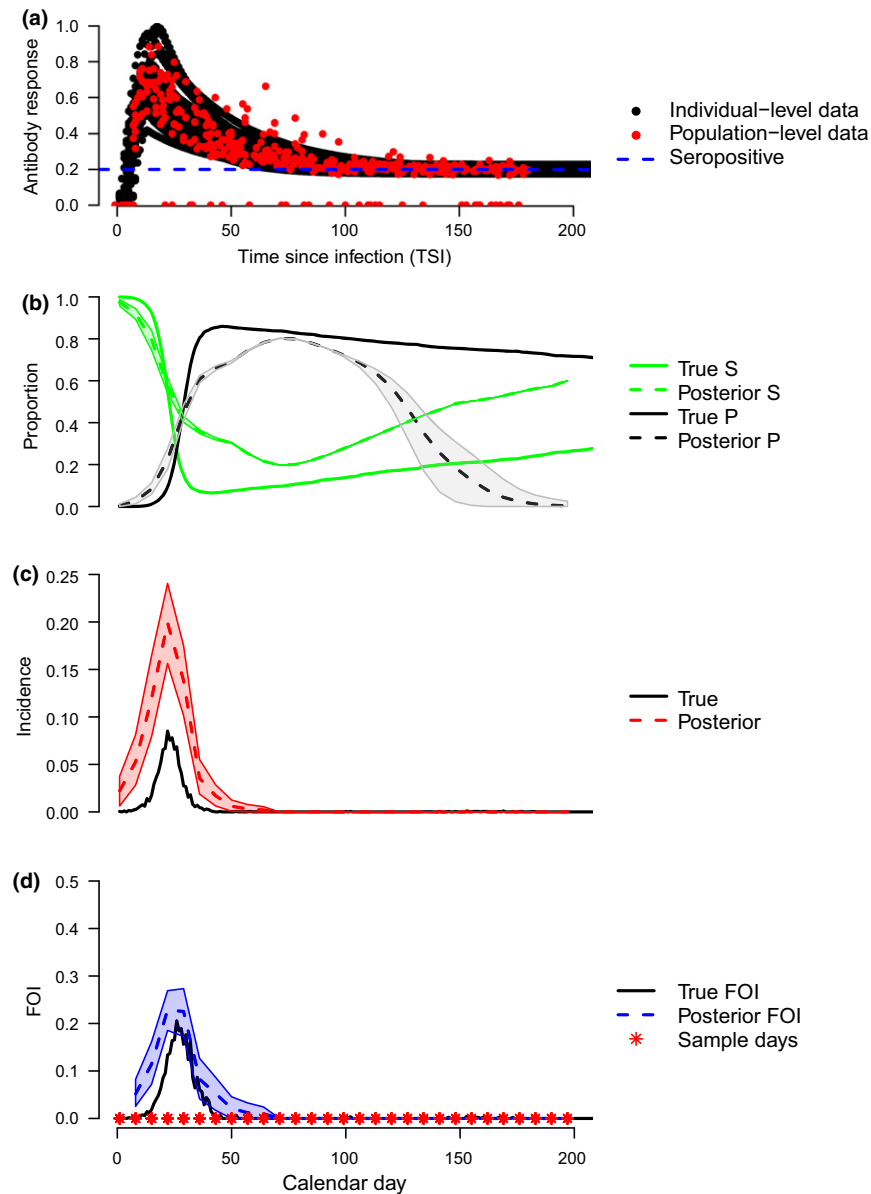 (a)
Antibody response
1.0
0.8
0.6
0.4
0.2
0.0
0 50 100 150 200
Time since infection (TSI)
Individual−level data
Population−level data
Seropositive
(b)
Proportion
1.0
0.8
0.6
0.4
0.2
0.0
True S
Posterior S
True P
Posterior P
(c)
Incidence
0.25
0.20
0.15
0.10
0.05
0.00
True
Posterior
(d)
FOI
0.5
0.4
0.3
0.2
0.1
0.0
0 50 100 150 200
Calendar day
True FOI
Posterior FOI
Sample days